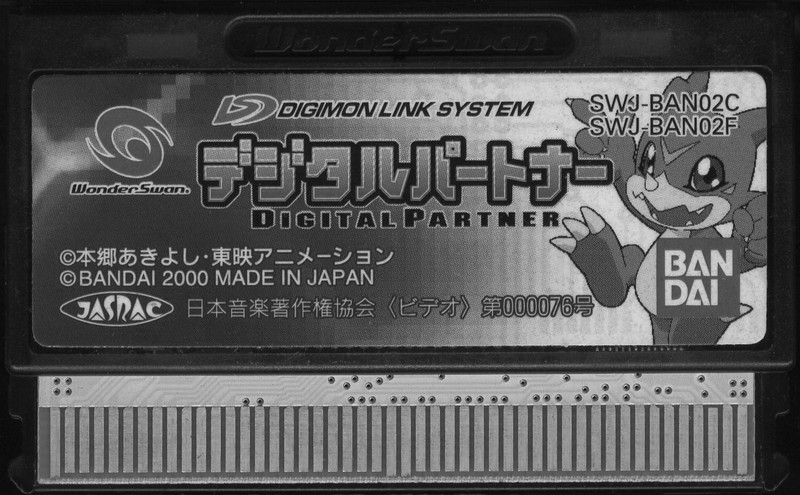 WonderSwan
DIGIMON LINK SYSTEM
SWJ-BAN02C
SWJ-BAN02F
WonderSwan
デジタルパートナー
DIGITAL PARTNER
©本郷あきよし・東映アニメーション
©BANDAI 2000 MADE IN JAPAN
BAN
DAI
JASRAC
日本音楽著作権協会〈ビデオ〉第000076号